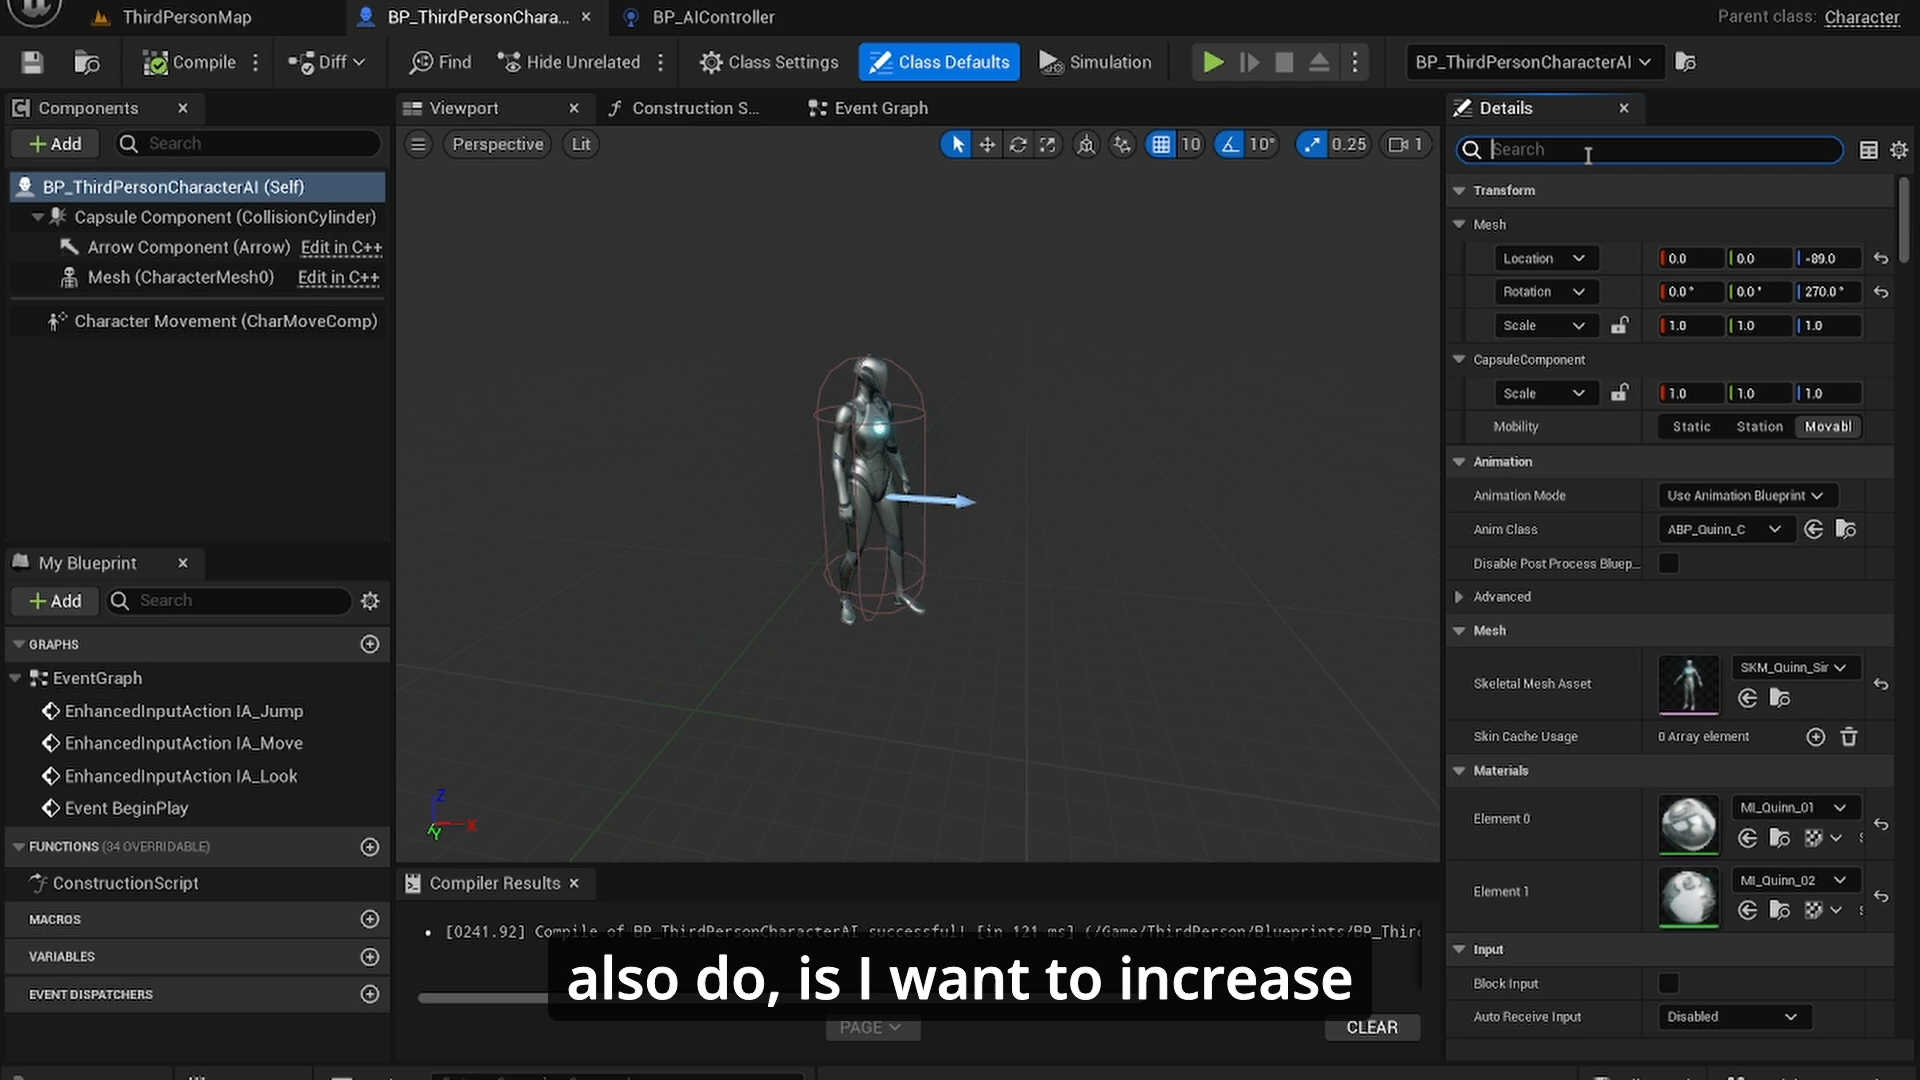 ThirdPersonMap
BP_ThirdPersonChara...
BP_AIController
Parent class: Character
Compile
Diff
Find
Hide Unrelated
Class Settings
Class Defaults
Simulation
BP_ThirdPersonCharacterAI
Components
Add
Search
BP_ThirdPersonCharacterAI (Self)
Capsule Component (CollisionCylinder)
Arrow Component (Arrow) Edit in C++
Mesh (CharacterMesh0) Edit in C++
Character Movement (CharMoveComp)
My Blueprint
Add
Search
GRAPHS
EventGraph
EnhancedInputAction IA_Jump
EnhancedInputAction IA_Move
EnhancedInputAction IA_Look
Event BeginPlay
FUNCTIONS (34 OVERRIDABLE)
ConstructionScript
MACROS
VARIABLES
EVENT DISPATCHERS
Viewport
Construction S...
Event Graph
Perspective
Lit
10
10°
0.25
1
Z
X
Y
Compiler Results
[0241.92] Compile of BP_ThirdPersonCharacterAI successful! [in 121 ms] (/Game/ThirdPerson/Blueprints/BP_Thir
also do, is I want to increase
PAGE
CLEAR
Details
Search
Transform
Mesh
Location 0.0 0.0 -89.0
Rotation 0.0° 0.0° 270.0°
Scale 1.0 1.0 1.0
CapsuleComponent
Scale 1.0 1.0 1.0
Mobility Static Station Movabl
Animation
Animation Mode Use Animation Blueprint
Anim Class ABP_Quinn_C
Disable Post Process Bluep...
Advanced
Mesh
Skeletal Mesh Asset SKM_Quinn_Sir
Skin Cache Usage 0 Array element
Materials
Element 0 MI_Quinn_01
Element 1 MI_Quinn_02
Input
Block Input
Auto Receive Input Disabled